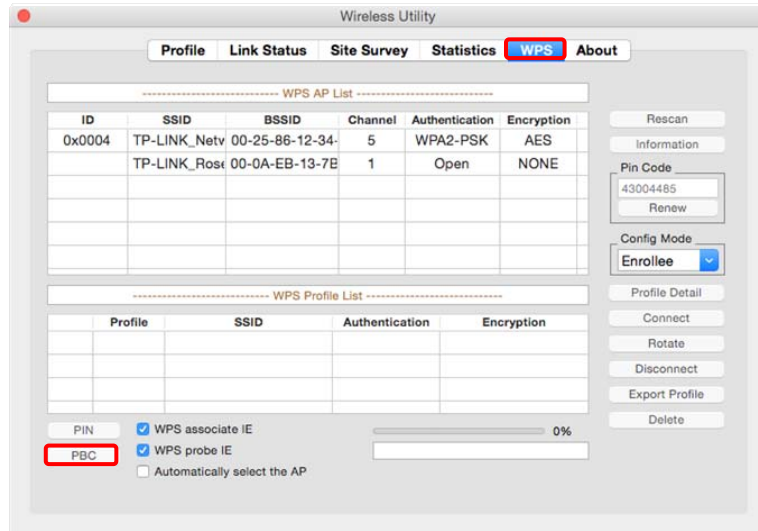 Wireless Utility
Profile Link Status Site Survey Statistics WPS About
---------------------------- WPS AP List ----------------------------
ID SSID BSSID Channel Authentication Encryption
0x0004 TP-LINK_Netw 00-25-86-12-34- 5 WPA2-PSK AES
TP-LINK_Rose 00-0A-EB-13-7B 1 Open NONE
Rescan
Information
Pin Code
43004485
Renew
Config Mode
Enrollee
---------------------------- WPS Profile List ----------------------------
Profile SSID Authentication Encryption
Profile Detail
Connect
Rotate
Disconnect
Export Profile
Delete
PIN
PBC
WPS associate IE
WPS probe IE
Automatically select the AP
0%